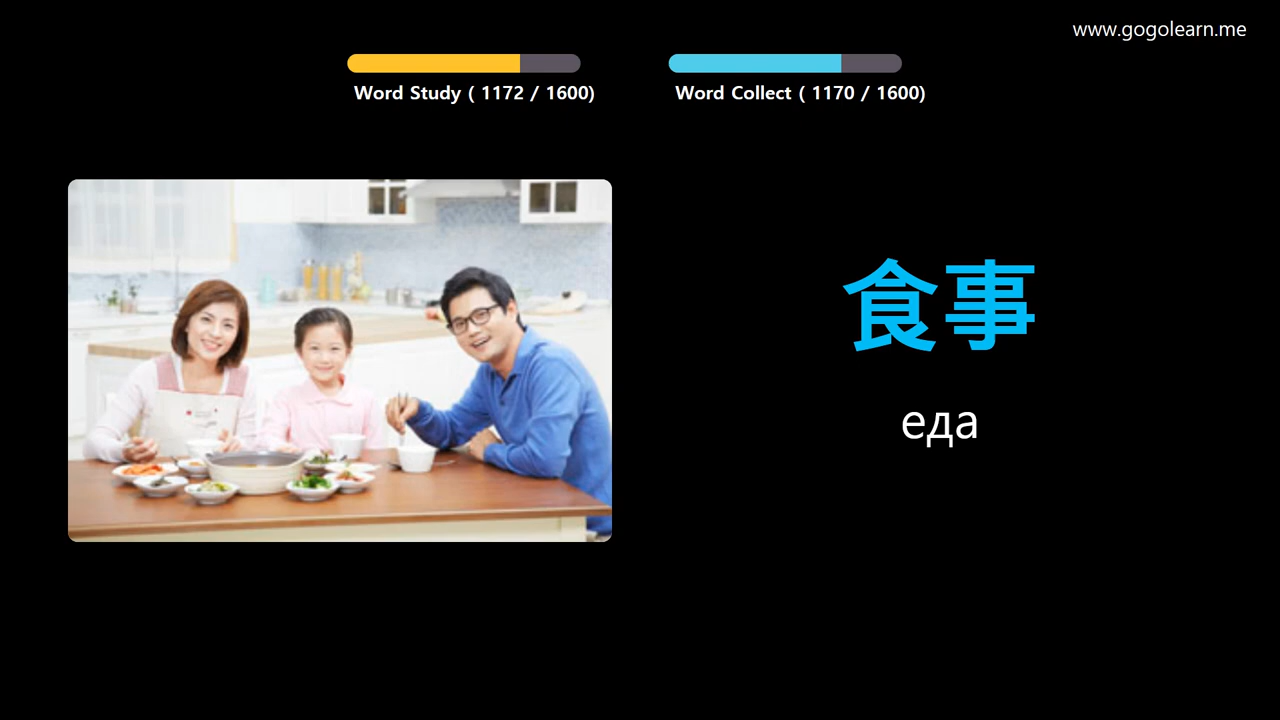 www.gogolearn.me
Word Study ( 1172 / 1600)
Word Collect ( 1170 / 1600)
食事
еда